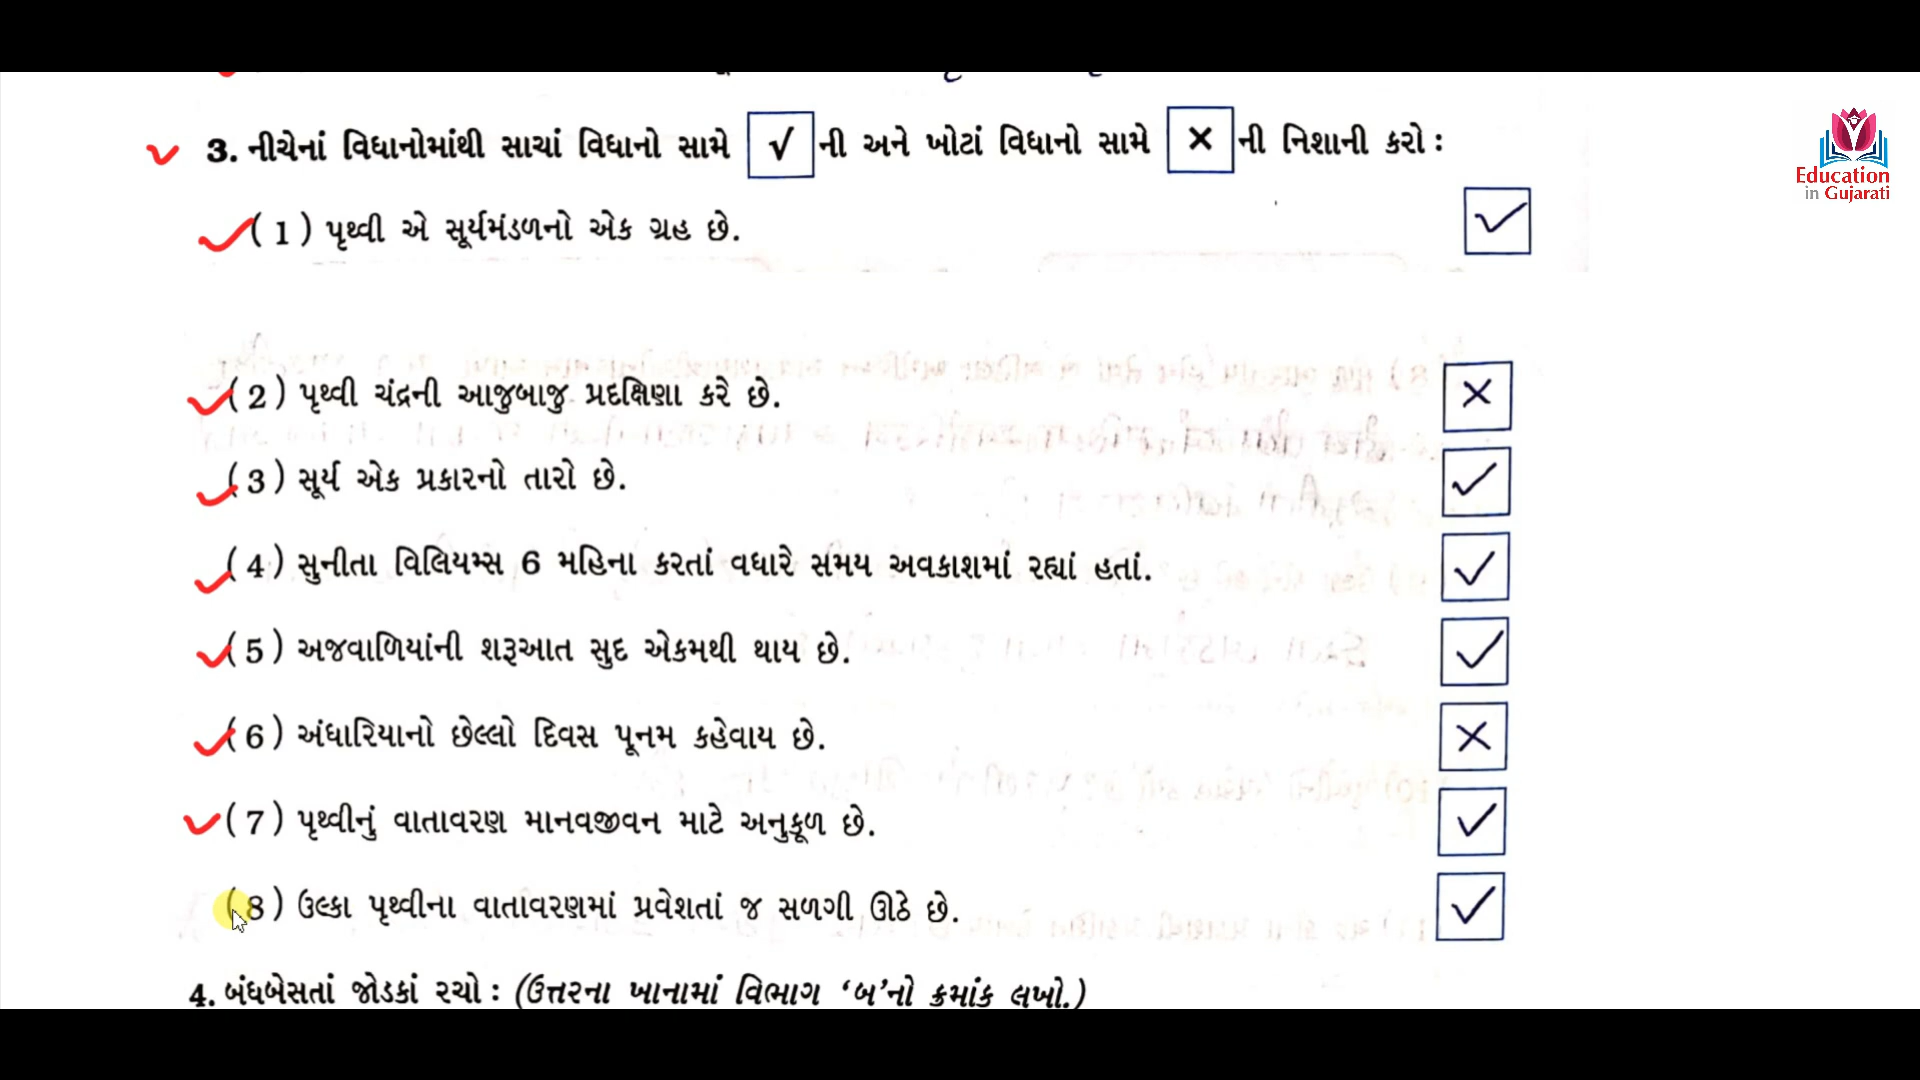 3. નીચેનાં વિધાનોમાંથી સાચાં વિધાનો સામે √ ની અને ખોટાં વિધાનો સામે × ની નિશાની કરો :
Education
in Gujarati
(1) પૃથ્વી એ સૂર્યમંડળનો એક ગ્રહ છે. ✓
(2) પૃથ્વી ચંદ્રની આજુબાજુ પ્રદક્ષિણા કરે છે. ×
(3) સૂર્ય એક પ્રકારનો તારો છે. ✓
(4) સુનીતા વિલિયમ્સ 6 મહિના કરતાં વધારે સમય અવકાશમાં રહ્યાં હતાં. ✓
(5) અજવાળિયાંની શરૂઆત સુદ એકમથી થાય છે. ✓
(6) અંધારિયાનો છેલ્લો દિવસ પૂનમ કહેવાય છે. ×
(7) પૃથ્વીનું વાતાવરણ માનવજીવન માટે અનુકૂળ છે. ✓
(8) ઉલ્કા પૃથ્વીના વાતાવરણમાં પ્રવેશતાં જ સળગી ઊઠે છે. ✓
4. બંધબેસતાં જોડકાં રચો : (ઉત્તરના ખાનામાં વિભાગ ‘બ’નો ક્રમાંક લખો.)